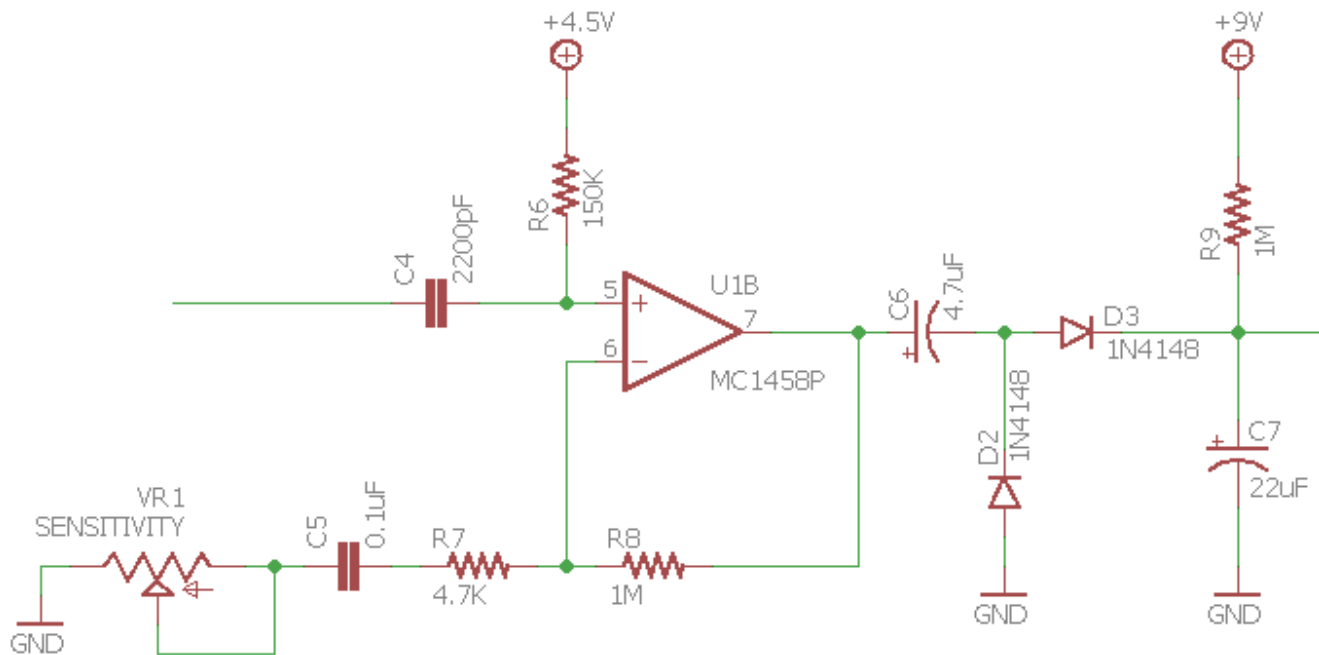 +4.5V
+9V
R6
150K
R9
1M
C4
2200pF
5
+
U1B
7
6
−
MC1458P
C6
4.7uF
+
D3
1N4148
D2
1N4148
+
C7
22uF
VR1
SENSITIVITY
C5
0.1uF
R7
4.7K
R8
1M
GND
GND
GND